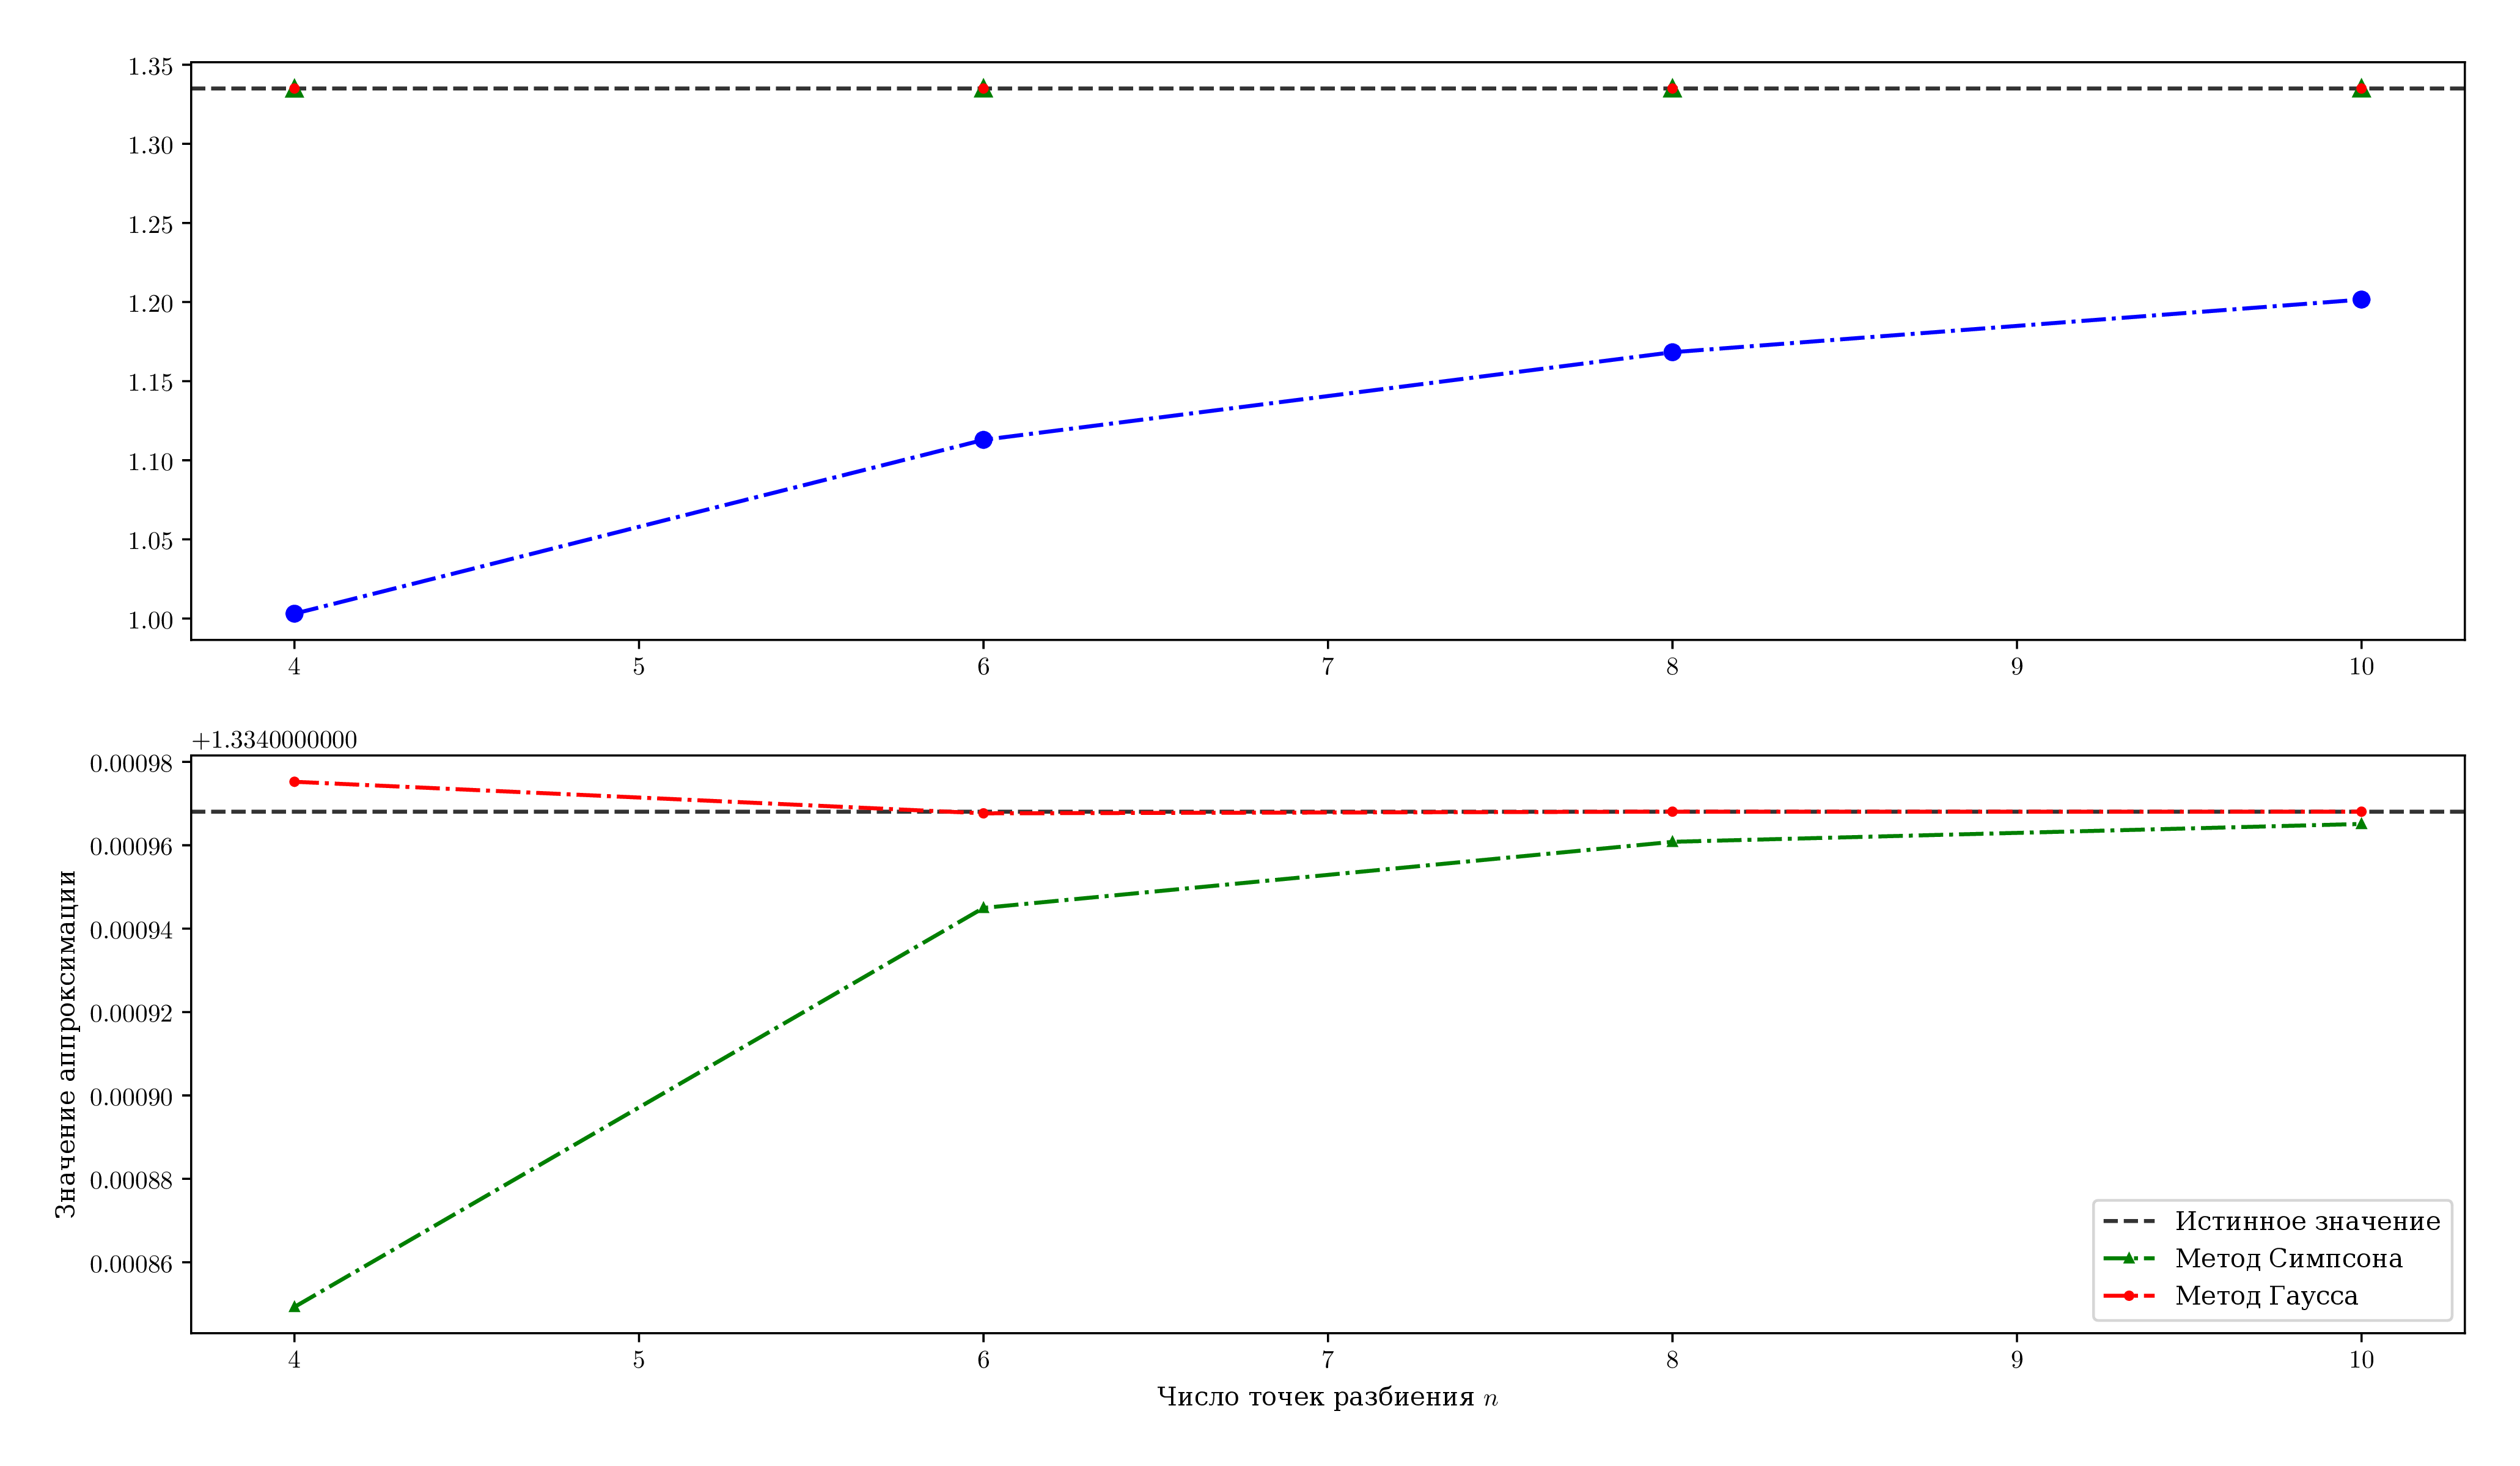 1.35
1.30
1.25
1.20
1.15
1.10
1.05
1.00
4 5 6 7 8 9 10
+1.3340000000
0.00098
0.00096
0.00094
0.00092
0.00090
0.00088
0.00086
Значение аппроксимации
Истинное значение
Метод Симпсона
Метод Гаусса
4 5 6 7 8 9 10
Число точек разбиения n